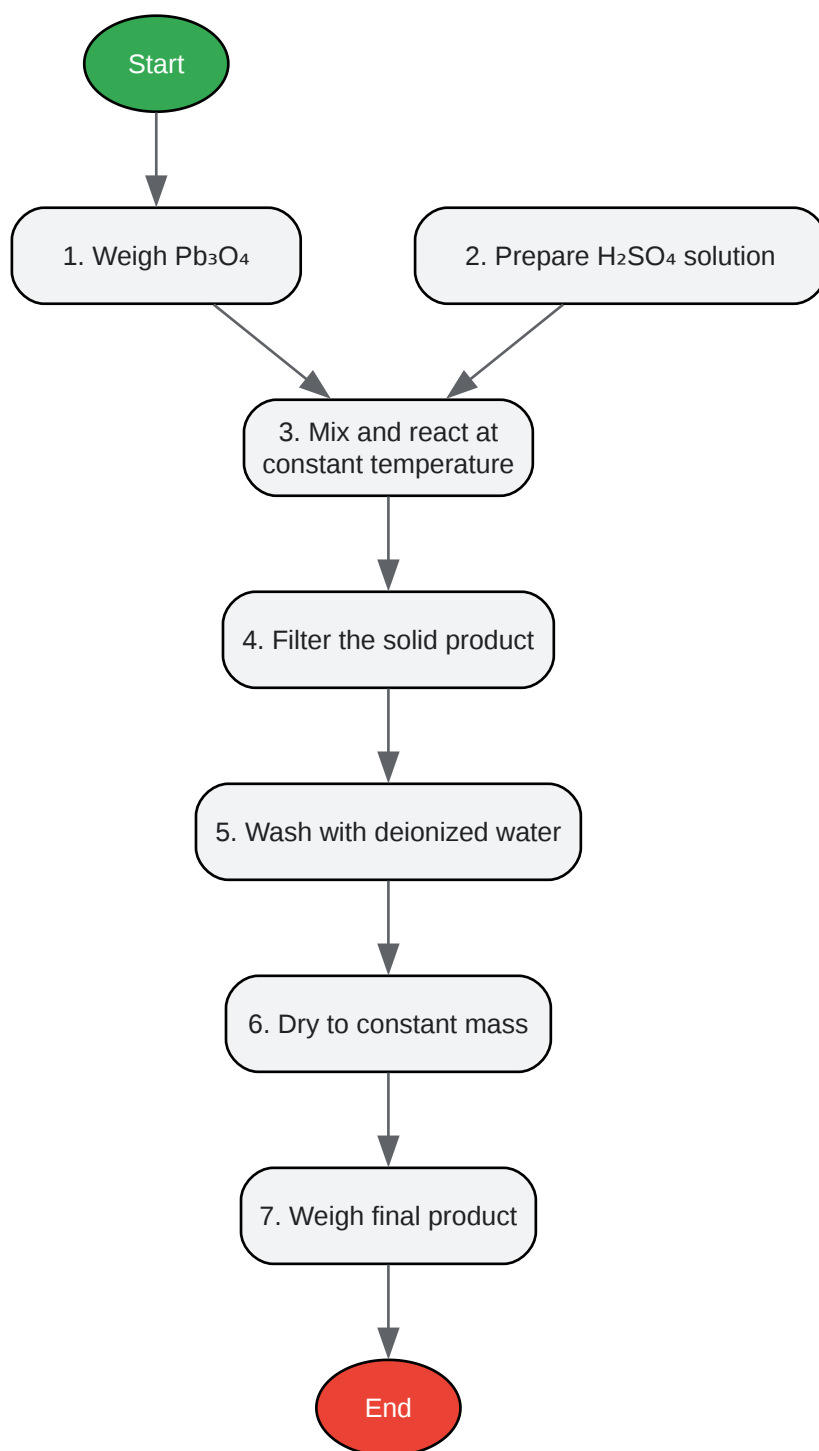 Start
1. Weigh Pb₃O₄
2. Prepare H₂SO₄ solution
3. Mix and react at
constant temperature
4. Filter the solid product
5. Wash with deionized water
6. Dry to constant mass
7. Weigh final product
End